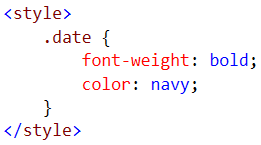 <style>
    .date {
        font-weight: bold;
        color: navy;
    }
</style>